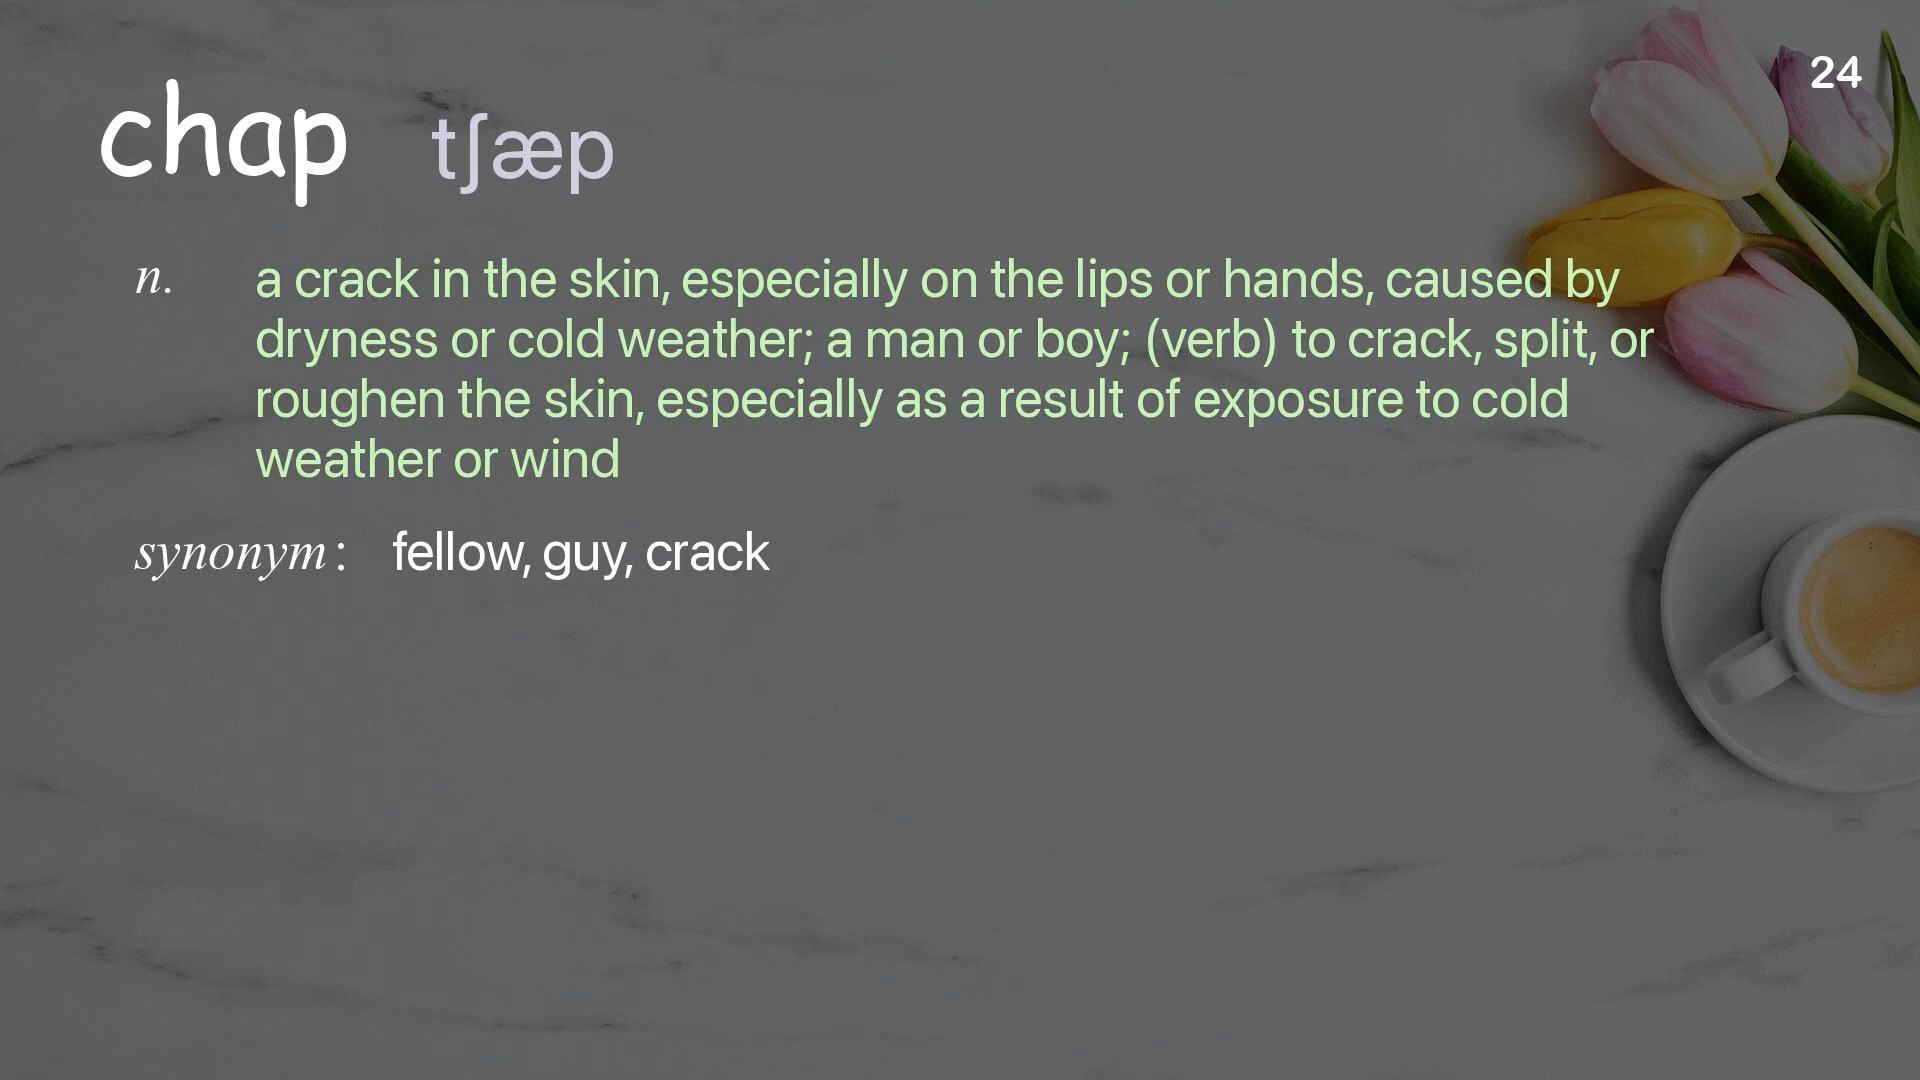 24
chap tʃæp
n. a crack in the skin, especially on the lips or hands, caused by
dryness or cold weather; a man or boy; (verb) to crack, split, or
roughen the skin, especially as a result of exposure to cold
weather or wind
synonym : fellow, guy, crack